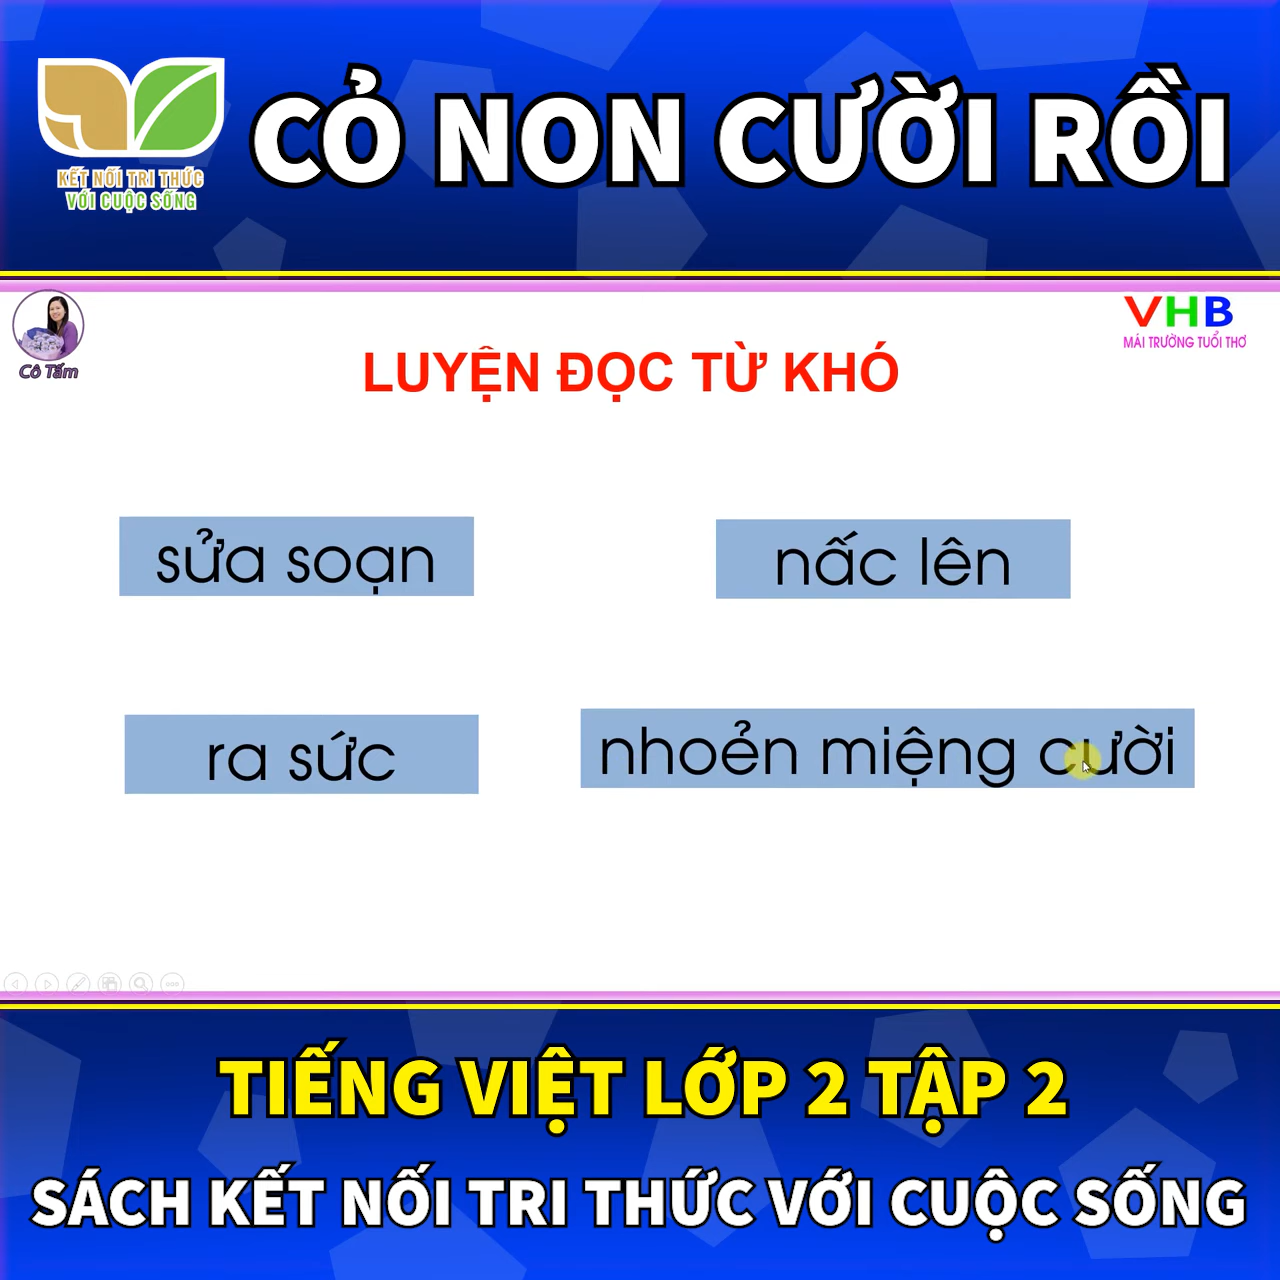 CỎ NON CƯỜI RỒI
KẾT NỐI TRI THỨC
VỚI CUỘC SỐNG
Cô Tấm
VHB
MÁI TRƯỜNG TUỔI THƠ
LUYỆN ĐỌC TỪ KHÓ
sửa soạn
nấc lên
ra sức
nhoẻn miệng cười
TIẾNG VIỆT LỚP 2 TẬP 2
SÁCH KẾT NỐI TRI THỨC VỚI CUỘC SỐNG